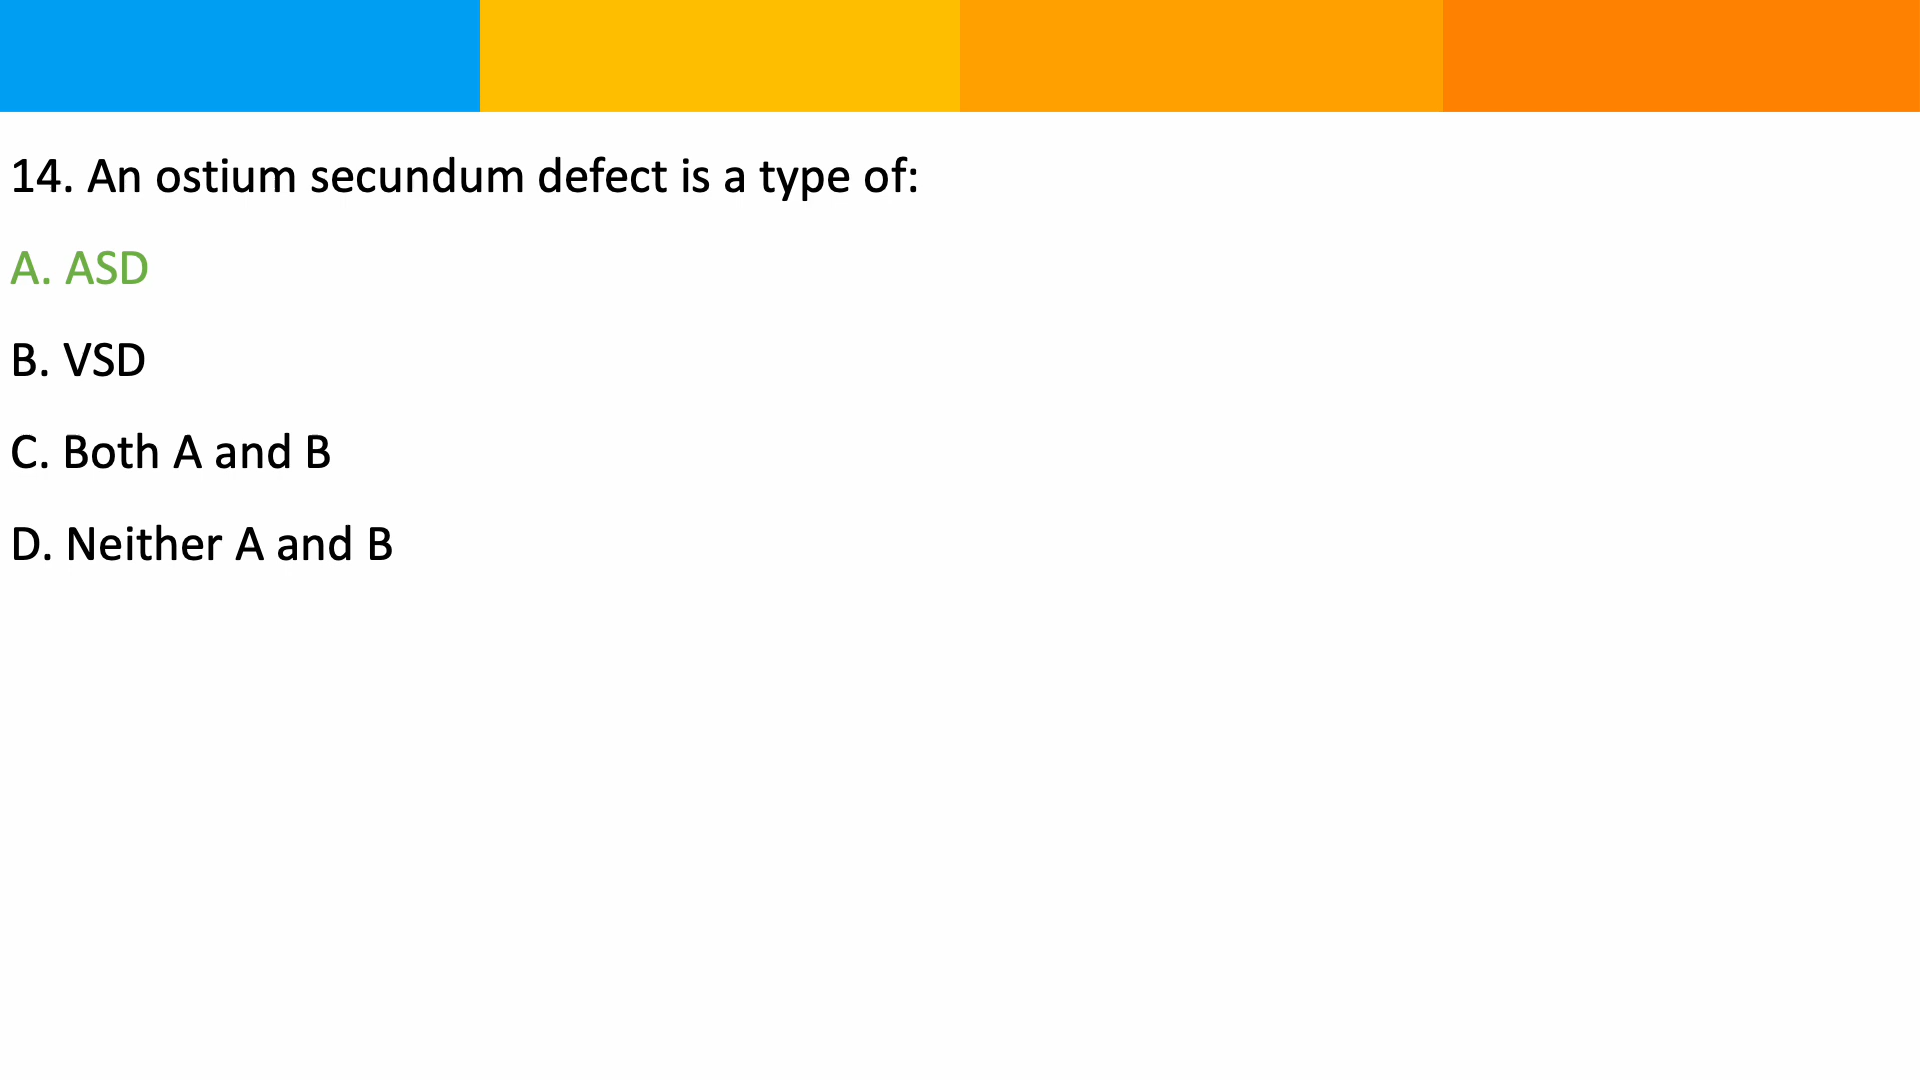 14. An ostium secundum defect is a type of:
A. ASD
B. VSD
C. Both A and B
D. Neither A and B